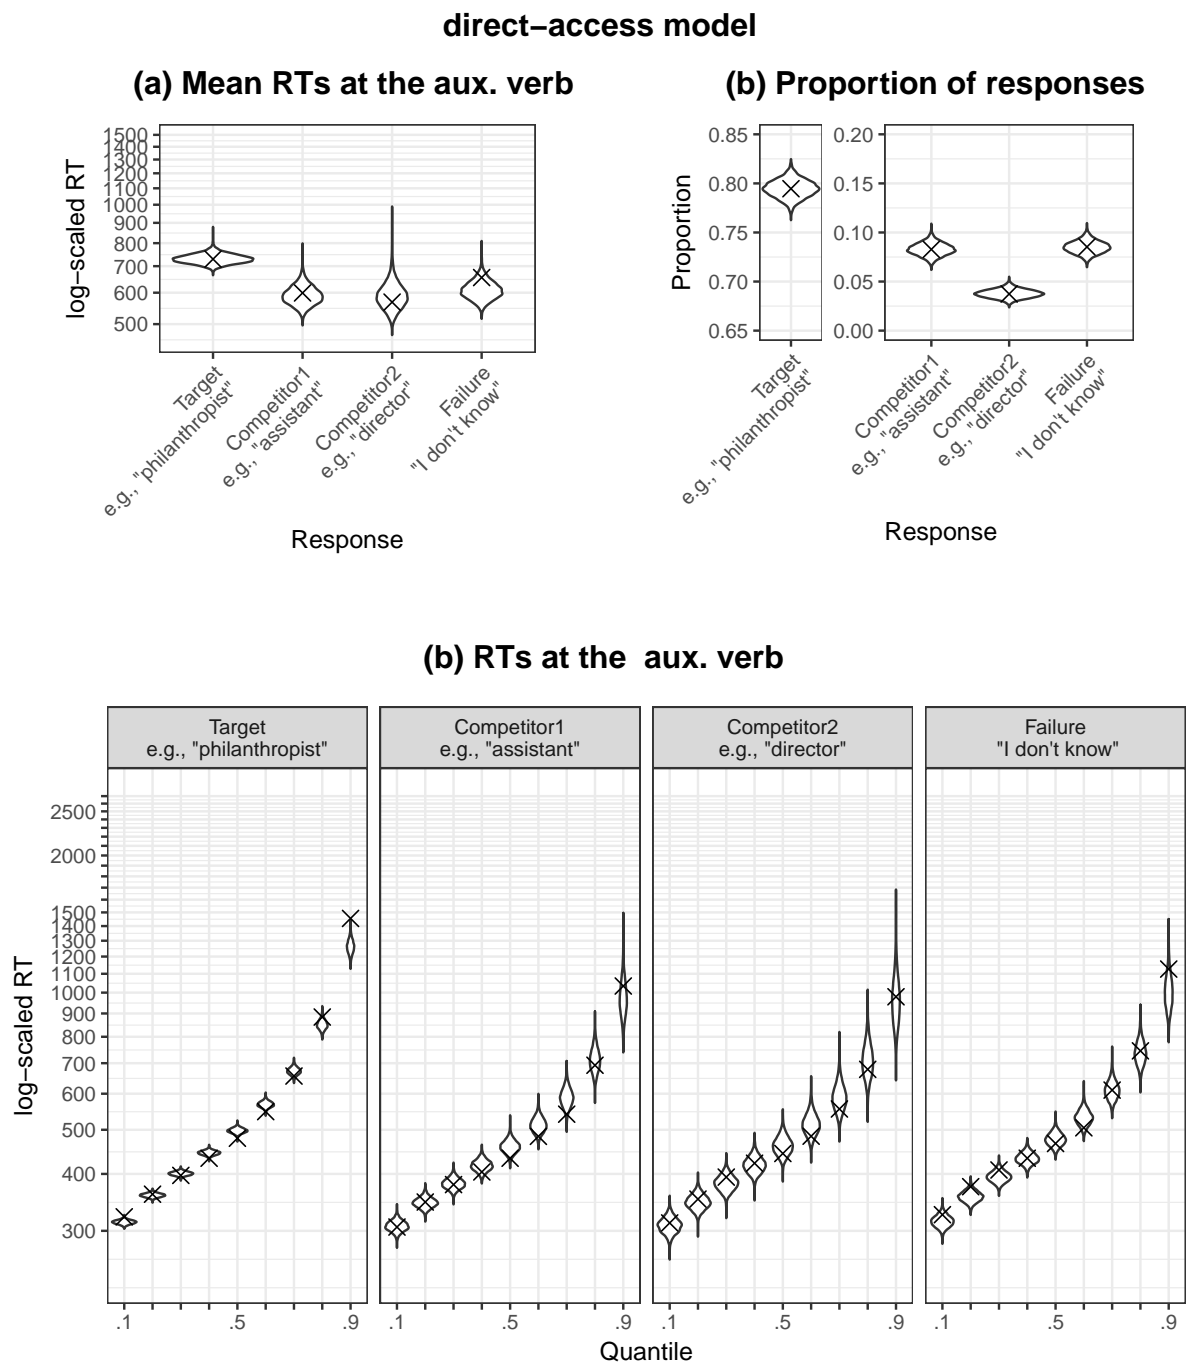 direct−access model
(a) Mean RTs at the aux. verb
(b) Proportion of responses
log−scaled RT
1500
1400
1300
1200
1100
1000
900
800
700
600
500
Target
e.g., "philanthropist"
Competitor1
e.g., "assistant"
Competitor2
e.g., "director"
Failure
"I don't know"
Response
Proportion
0.85
0.80
0.75
0.70
0.65
0.20
0.15
0.10
0.05
0.00
Target
e.g., "philanthropist"
Competitor1
e.g., "assistant"
Competitor2
e.g., "director"
Failure
"I don't know"
Response
(b) RTs at the  aux. verb
Target
e.g., "philanthropist"
Competitor1
e.g., "assistant"
Competitor2
e.g., "director"
Failure
"I don't know"
log−scaled RT
2500
2000
1500
1400
1300
1200
1100
1000
900
800
700
600
500
400
300
.1 .5 .9
.1 .5 .9
.1 .5 .9
.1 .5 .9
Quantile